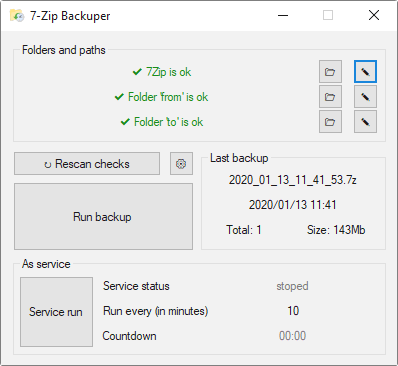 7-Zip Backuper
Folders and paths
✔ 7Zip is ok
✔ Folder 'from' is ok
✔ Folder 'to' is ok
↻ Rescan checks
Run backup
Last backup
2020_01_13_11_41_53.7z
2020/01/13 11:41
Total: 1 Size: 143Mb
As service
Service run
Service status stoped
Run every (in minutes) 10
Countdown 00:00